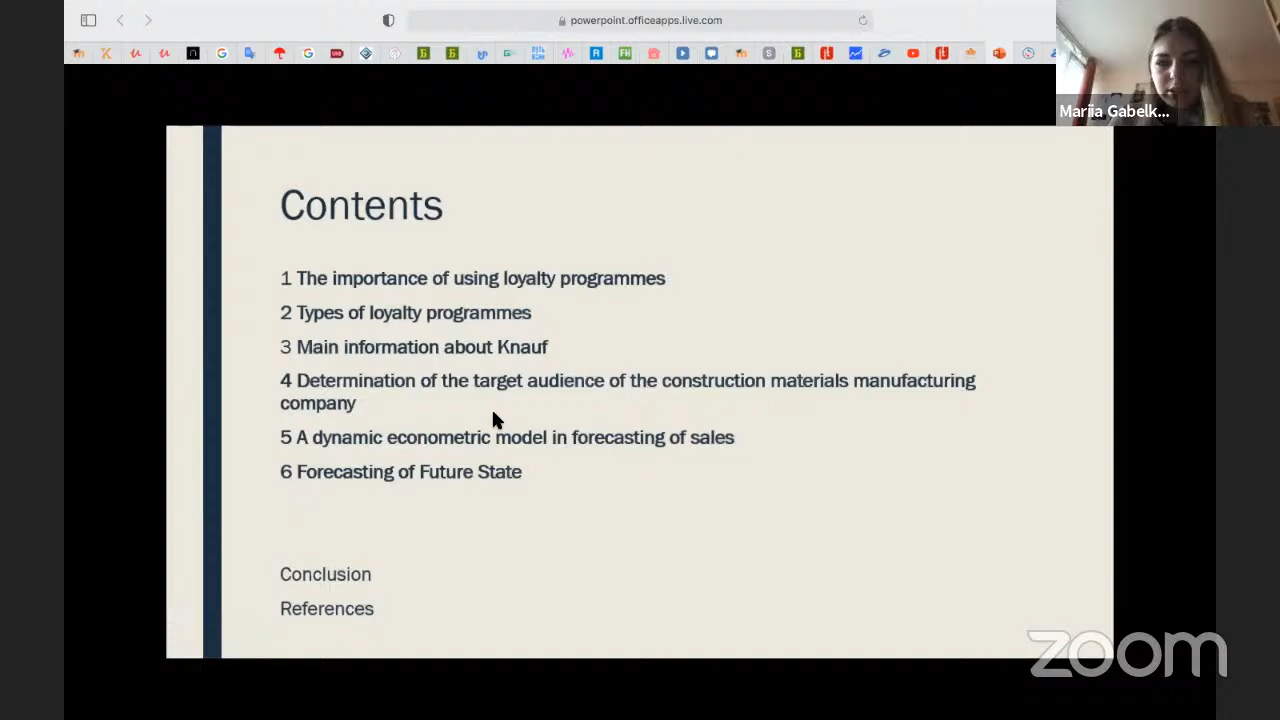 powerpoint.officeapps.live.com
Mariia Gabelk...
Contents
1 The importance of using loyalty programmes
2 Types of loyalty programmes
3 Main information about Knauf
4 Determination of the target audience of the construction materials manufacturing
company
5 A dynamic econometric model in forecasting of sales
6 Forecasting of Future State
Conclusion
References
zoom